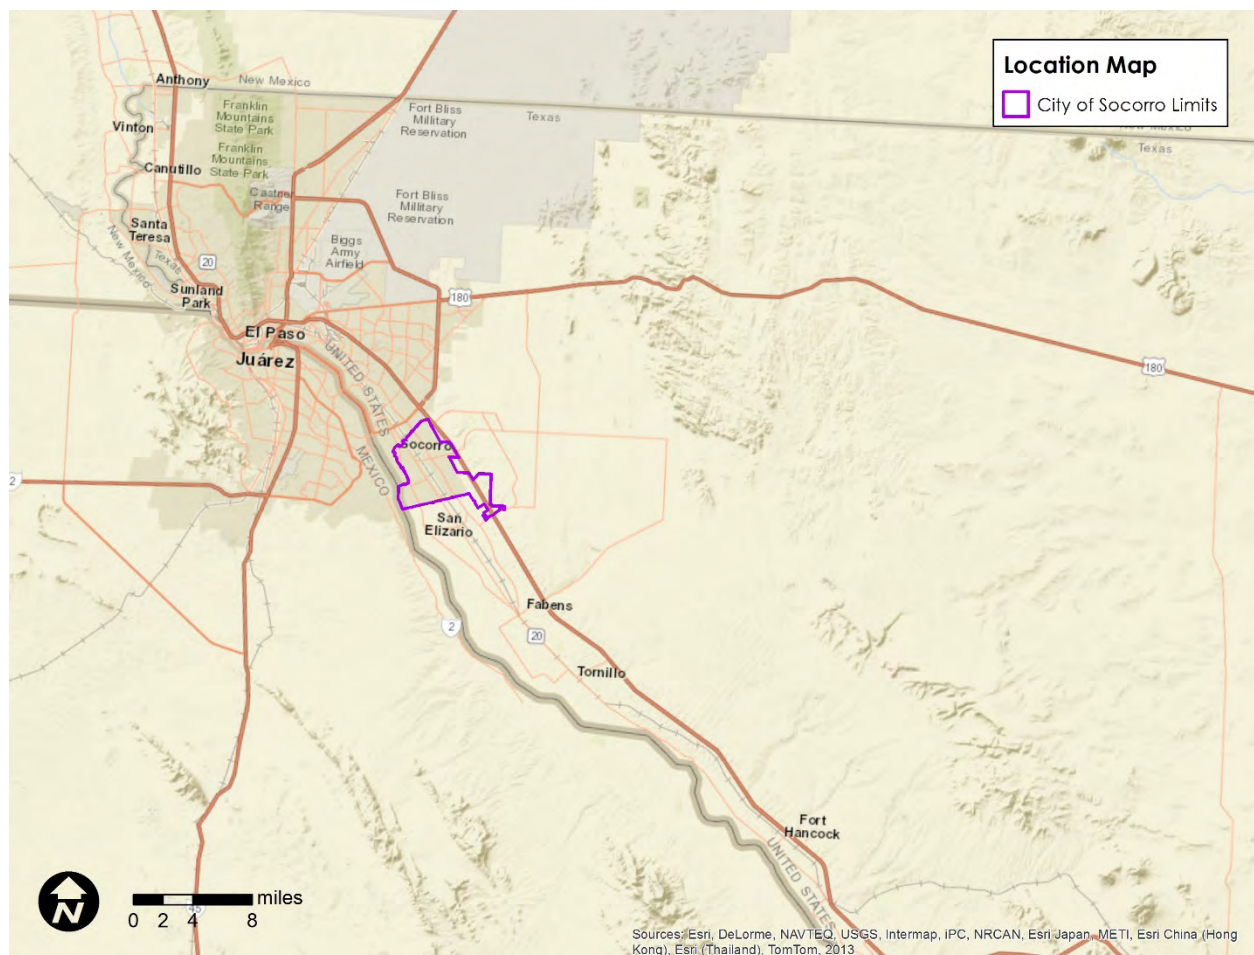 Location Map
City of Socorro Limits
Anthony
New Mexico
Texas
New Mexico
Texas
Franklin
Mountains
State Park
Fort Bliss
Military
Reservation
Vinton
Franklin
Mountains
State Park
Canutillo
Castner
Range
Fort Bliss
Military
Reservation
Santa
Teresa
New Mexico
Texas
Biggs
Army
Airfield
20
Sunland
Park
180
El Paso
Juárez
UNITED STATES
MEXICO
180
Socorro
2
San
Elizario
Fabens
2
20
Tornillo
Fort
Hancock
UNITED STATES
N
miles
0 2 4 8
45
Sources: Esri, DeLorme, NAVTEQ, USGS, Intermap, iPC, NRCAN, Esri Japan, METI, Esri China (Hong
Kong), Esri (Thailand), TomTom, 2013